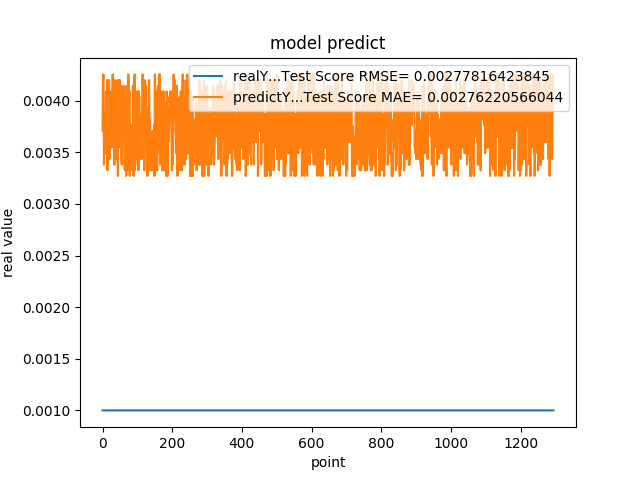 model predict
realY...Test Score RMSE= 0.00277816423845
predictY...Test Score MAE= 0.00276220566044
0.0040
0.0035
0.0030
0.0025
0.0020
0.0015
0.0010
real value
0 200 400 600 800 1000 1200
point